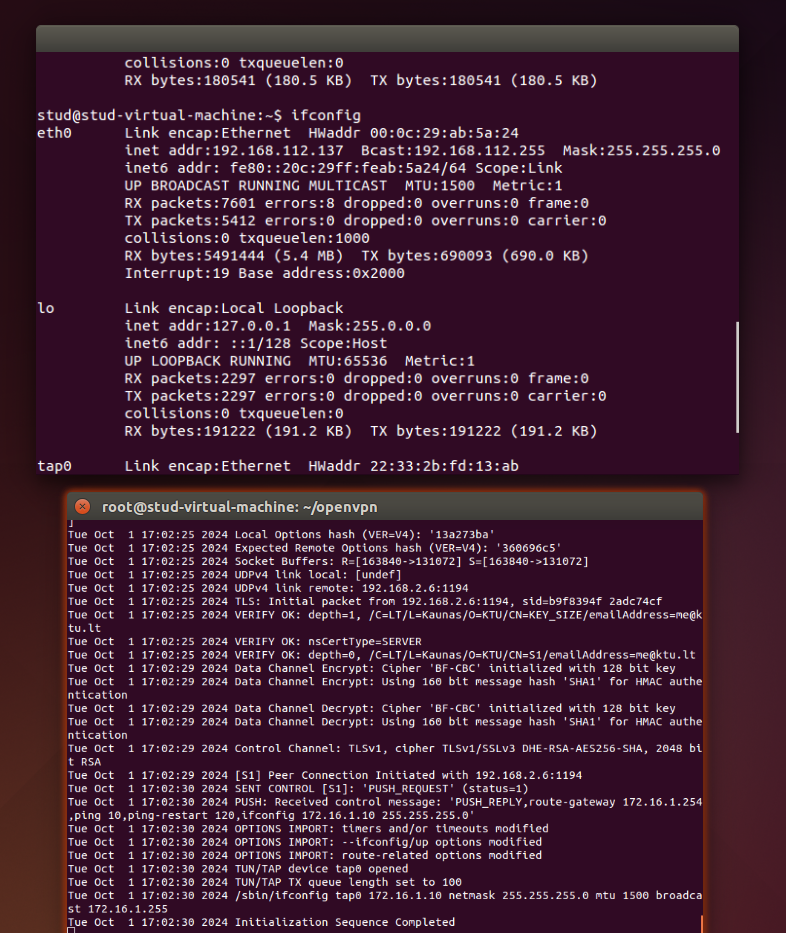 collisions:0 txqueuelen:0
RX bytes:180541 (180.5 KB)  TX bytes:180541 (180.5 KB)
stud@stud-virtual-machine:~$ ifconfig
eth0      Link encap:Ethernet  HWaddr 00:0c:29:ab:5a:24
inet addr:192.168.112.137  Bcast:192.168.112.255  Mask:255.255.255.0
inet6 addr: fe80::20c:29ff:feab:5a24/64 Scope:Link
UP BROADCAST RUNNING MULTICAST  MTU:1500  Metric:1
RX packets:7601 errors:8 dropped:0 overruns:0 frame:0
TX packets:5412 errors:0 dropped:0 overruns:0 carrier:0
collisions:0 txqueuelen:1000
RX bytes:5491444 (5.4 MB)  TX bytes:690093 (690.0 KB)
Interrupt:19 Base address:0x2000
lo        Link encap:Local Loopback
inet addr:127.0.0.1  Mask:255.0.0.0
inet6 addr: ::1/128 Scope:Host
UP LOOPBACK RUNNING  MTU:65536  Metric:1
RX packets:2297 errors:0 dropped:0 overruns:0 frame:0
TX packets:2297 errors:0 dropped:0 overruns:0 carrier:0
collisions:0 txqueuelen:0
RX bytes:191222 (191.2 KB)  TX bytes:191222 (191.2 KB)
tap0      Link encap:Ethernet  HWaddr 22:33:2b:fd:13:ab
root@stud-virtual-machine: ~/openvpn
]
Tue Oct  1 17:02:25 2024 Local Options hash (VER=V4): '13a273ba'
Tue Oct  1 17:02:25 2024 Expected Remote Options hash (VER=V4): '360696c5'
Tue Oct  1 17:02:25 2024 Socket Buffers: R=[163840->131072] S=[163840->131072]
Tue Oct  1 17:02:25 2024 UDPv4 link local: [undef]
Tue Oct  1 17:02:25 2024 UDPv4 link remote: 192.168.2.6:1194
Tue Oct  1 17:02:25 2024 TLS: Initial packet from 192.168.2.6:1194, sid=b9f8394f 2adc74cf
Tue Oct  1 17:02:25 2024 VERIFY OK: depth=1, /C=LT/L=Kaunas/O=KTU/CN=KEY_SIZE/emailAddress=me@k
tu.lt
Tue Oct  1 17:02:25 2024 VERIFY OK: nsCertType=SERVER
Tue Oct  1 17:02:25 2024 VERIFY OK: depth=0, /C=LT/L=Kaunas/O=KTU/CN=S1/emailAddress=me@ktu.lt
Tue Oct  1 17:02:29 2024 Data Channel Encrypt: Cipher 'BF-CBC' initialized with 128 bit key
Tue Oct  1 17:02:29 2024 Data Channel Encrypt: Using 160 bit message hash 'SHA1' for HMAC authe
ntication
Tue Oct  1 17:02:29 2024 Data Channel Decrypt: Cipher 'BF-CBC' initialized with 128 bit key
Tue Oct  1 17:02:29 2024 Data Channel Decrypt: Using 160 bit message hash 'SHA1' for HMAC authe
ntication
Tue Oct  1 17:02:29 2024 Control Channel: TLSv1, cipher TLSv1/SSLv3 DHE-RSA-AES256-SHA, 2048 bi
t RSA
Tue Oct  1 17:02:29 2024 [S1] Peer Connection Initiated with 192.168.2.6:1194
Tue Oct  1 17:02:30 2024 SENT CONTROL [S1]: 'PUSH_REQUEST' (status=1)
Tue Oct  1 17:02:30 2024 PUSH: Received control message: 'PUSH_REPLY,route-gateway 172.16.1.254
,ping 10,ping-restart 120,ifconfig 172.16.1.10 255.255.255.0'
Tue Oct  1 17:02:30 2024 OPTIONS IMPORT: timers and/or timeouts modified
Tue Oct  1 17:02:30 2024 OPTIONS IMPORT: --ifconfig/up options modified
Tue Oct  1 17:02:30 2024 OPTIONS IMPORT: route-related options modified
Tue Oct  1 17:02:30 2024 TUN/TAP device tap0 opened
Tue Oct  1 17:02:30 2024 TUN/TAP TX queue length set to 100
Tue Oct  1 17:02:30 2024 /sbin/ifconfig tap0 172.16.1.10 netmask 255.255.255.0 mtu 1500 broadca
st 172.16.1.255
Tue Oct  1 17:02:30 2024 Initialization Sequence Completed